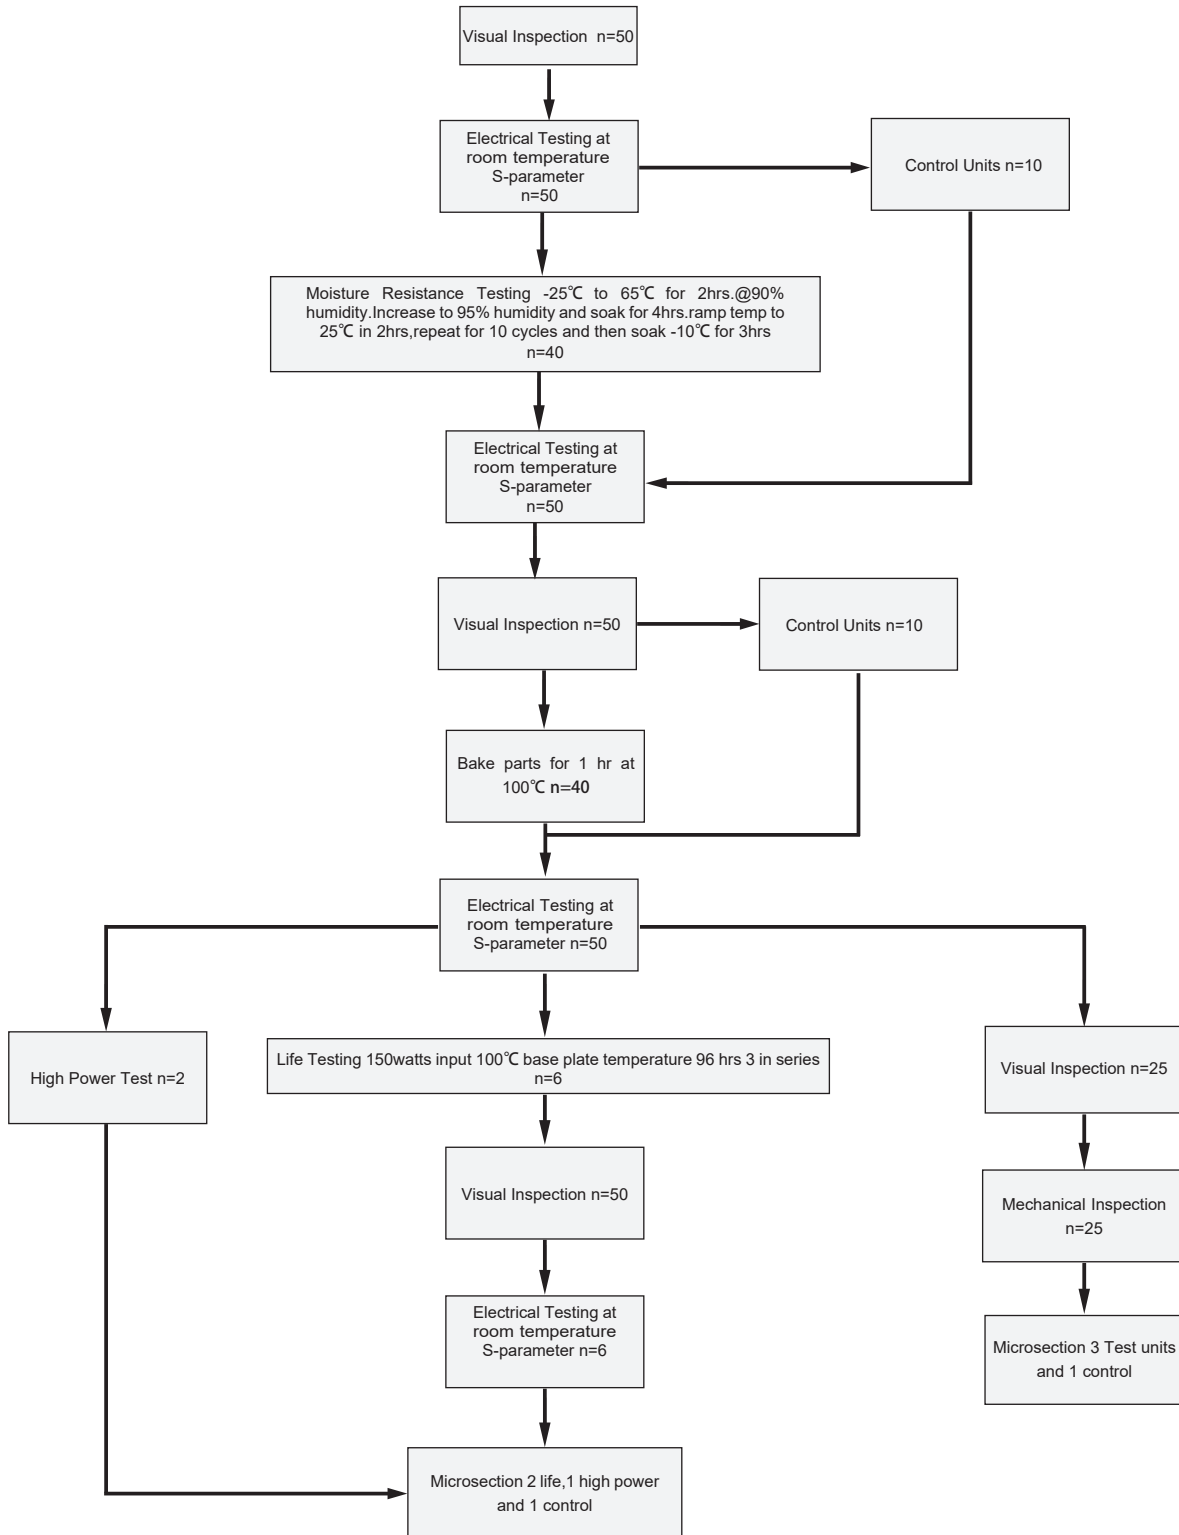 Visual Inspection n=50
Electrical Testing at
room temperature
S-parameter
n=50
Control Units n=10
Moisture Resistance Testing -25℃ to 65℃ for 2hrs.@90%
humidity.Increase to 95% humidity and soak for 4hrs.ramp temp to
25℃ in 2hrs,repeat for 10 cycles and then soak -10℃ for 3hrs
n=40
Electrical Testing at
room temperature
S-parameter
n=50
Visual Inspection n=50
Control Units n=10
Bake parts for 1 hr at
100℃ n=40
Electrical Testing at
room temperature
S-parameter n=50
High Power Test n=2
Life Testing 150watts input 100℃ base plate temperature 96 hrs 3 in series
n=6
Visual Inspection n=25
Visual Inspection n=50
Mechanical Inspection
n=25
Electrical Testing at
room temperature
S-parameter n=6
Microsection 3 Test units
and 1 control
Microsection 2 life,1 high power
and 1 control